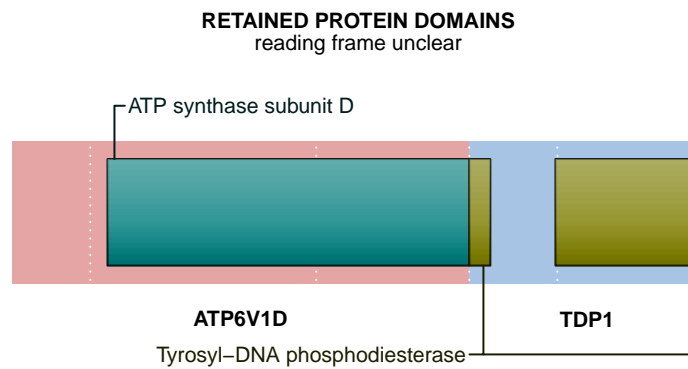 RETAINED PROTEIN DOMAINS
reading frame unclear
ATP synthase subunit D
ATP6V1D
TDP1
Tyrosyl−DNA phosphodiesterase